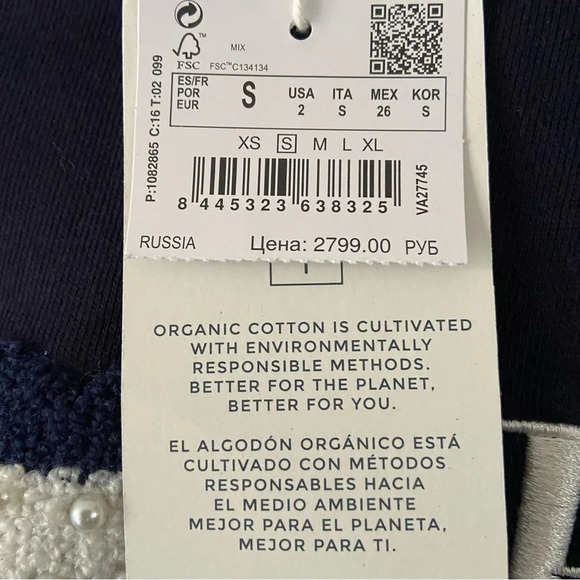 MIX
FSC™
FSC™C134134
P:1082865 C:16 T:02 099
ES/FR POR EUR S USA 2 ITA S MEX 26 KOR S
XS S M L XL
8 445323 638325
VA27745
RUSSIA Цена: 2799.00 РУБ
ORGANIC COTTON IS CULTIVATED
WITH ENVIRONMENTALLY
RESPONSIBLE METHODS.
BETTER FOR THE PLANET,
BETTER FOR YOU.
EL ALGODÓN ORGÁNICO ESTÁ
CULTIVADO CON MÉTODOS
RESPONSABLES HACIA
EL MEDIO AMBIENTE
MEJOR PARA EL PLANETA,
MEJOR PARA TI.